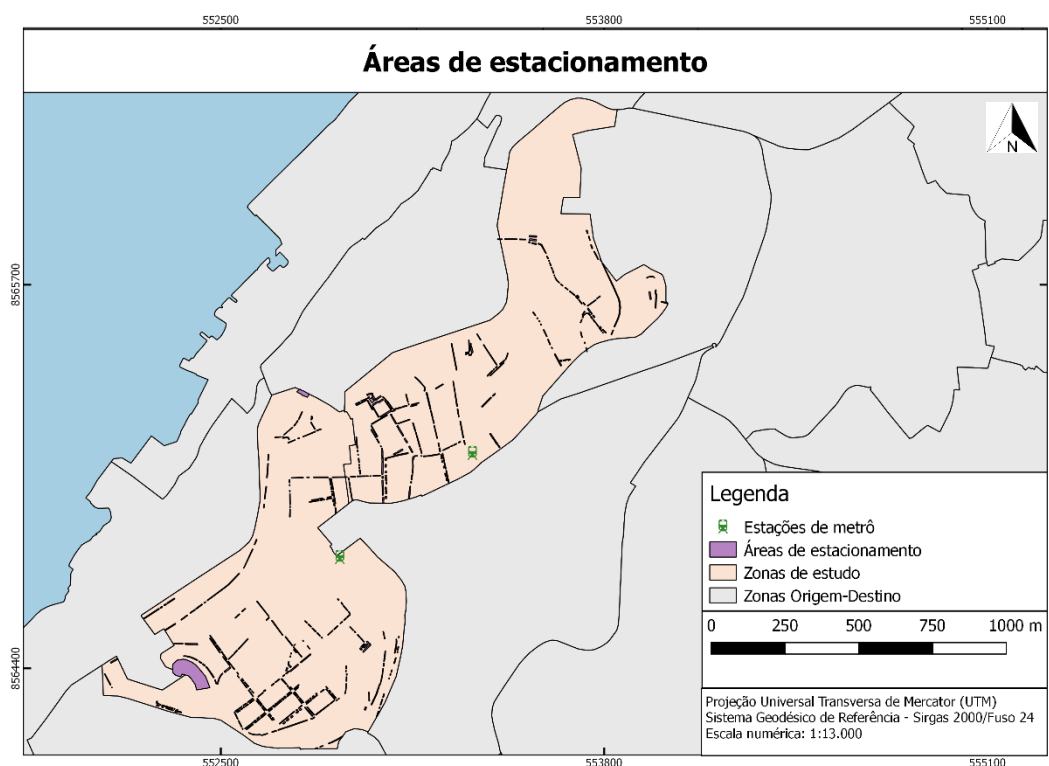 552500 553800 555100
Áreas de estacionamento
N
8565700
8564400
Legenda
Estações de metrô
Áreas de estacionamento
Zonas de estudo
Zonas Origem-Destino
0 250 500 750 1000 m
Projeção Universal Transversa de Mercator (UTM)
Sistema Geodésico de Referência - Sirgas 2000/Fuso 24
Escala numérica: 1:13.000
552500 553800 555100